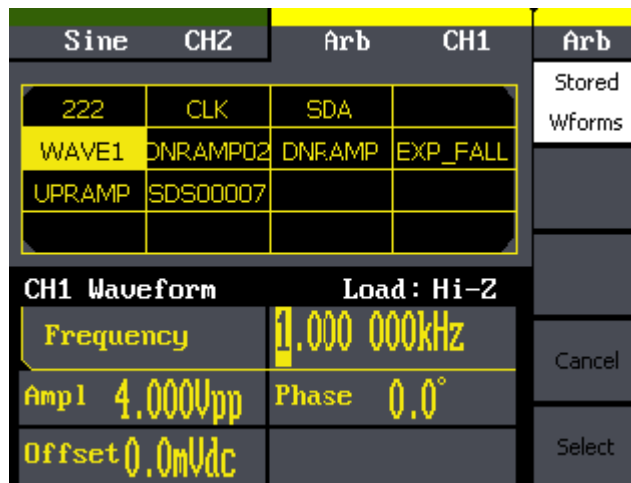 Sine CH2 Arb CH1 Arb
Stored
Wforms
222 CLK SDA
WAVE1 DNRAMP02 DNRAMP EXP_FALL
UPRAMP SDS00007
CH1 Waveform Load: Hi-Z
Frequency 1.000 000kHz
Cancel
Ampl 4.000Vpp Phase 0.0°
Offset 0.0mVdc
Select